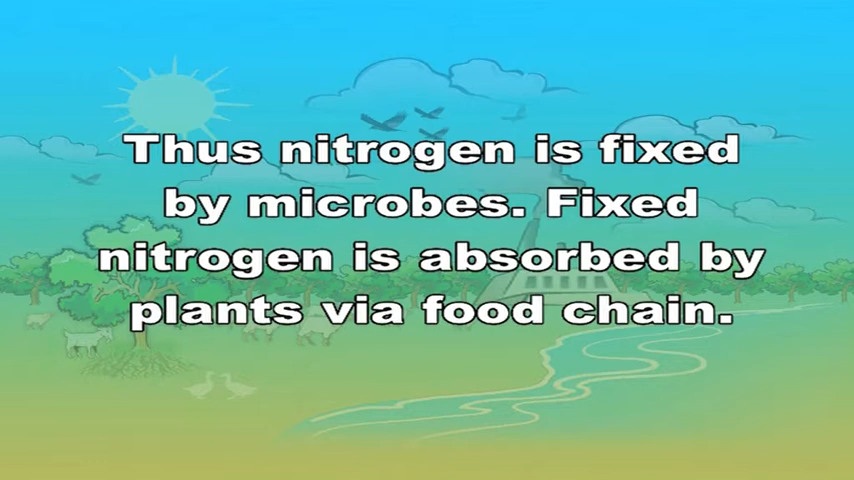 Thus nitrogen is fixed
by microbes. Fixed
nitrogen is absorbed by
plants via food chain.